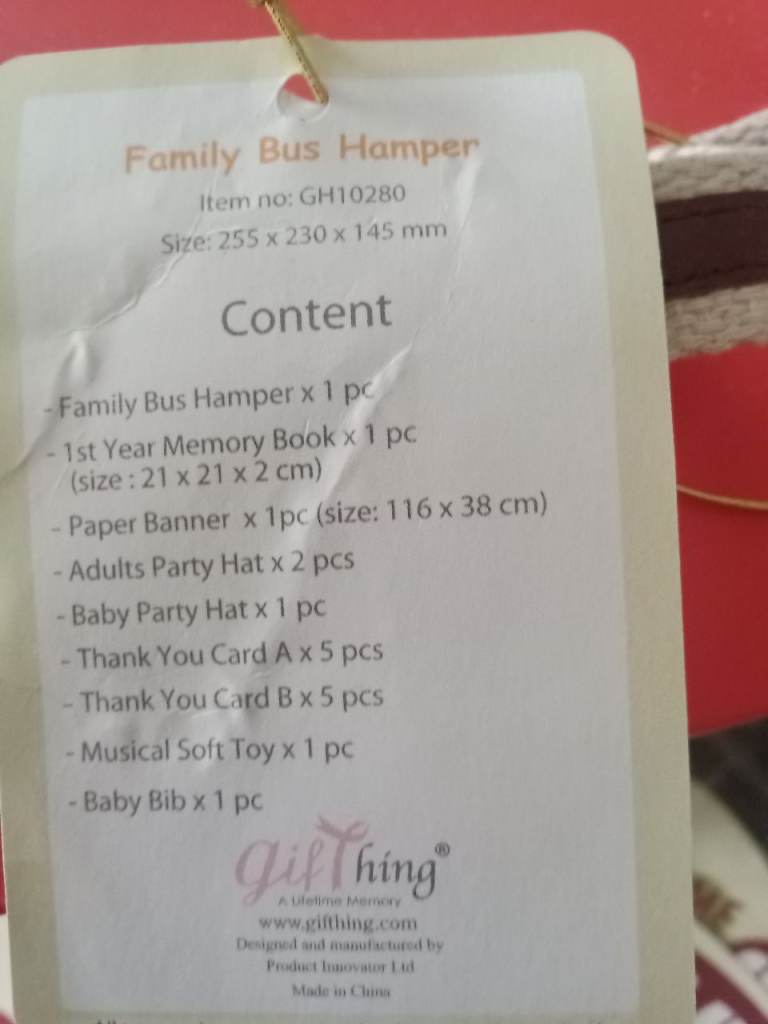 Family Bus Hamper
Item no: GH10280
Size: 255 x 230 x 145 mm
Content
- Family Bus Hamper x 1 pc
- 1st Year Memory Book x 1 pc
(size : 21 x 21 x 2 cm)
- Paper Banner x 1pc (size: 116 x 38 cm)
- Adults Party Hat x 2 pcs
- Baby Party Hat x 1 pc
- Thank You Card A x 5 pcs
- Thank You Card B x 5 pcs
- Musical Soft Toy x 1 pc
- Baby Bib x 1 pc
gifThing®
A Lifetime Memory
www.gifthing.com
Designed and manufactured by
Product Innovator Ltd
Made in China